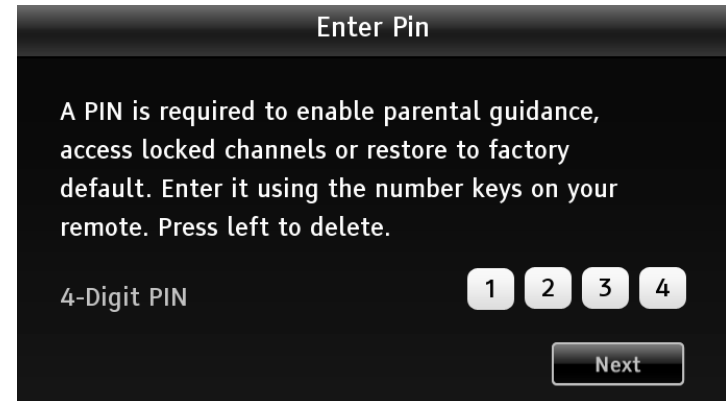 Enter Pin
A PIN is required to enable parental guidance,
access locked channels or restore to factory
default. Enter it using the number keys on your
remote. Press left to delete.
4-Digit PIN 1 2 3 4
Next